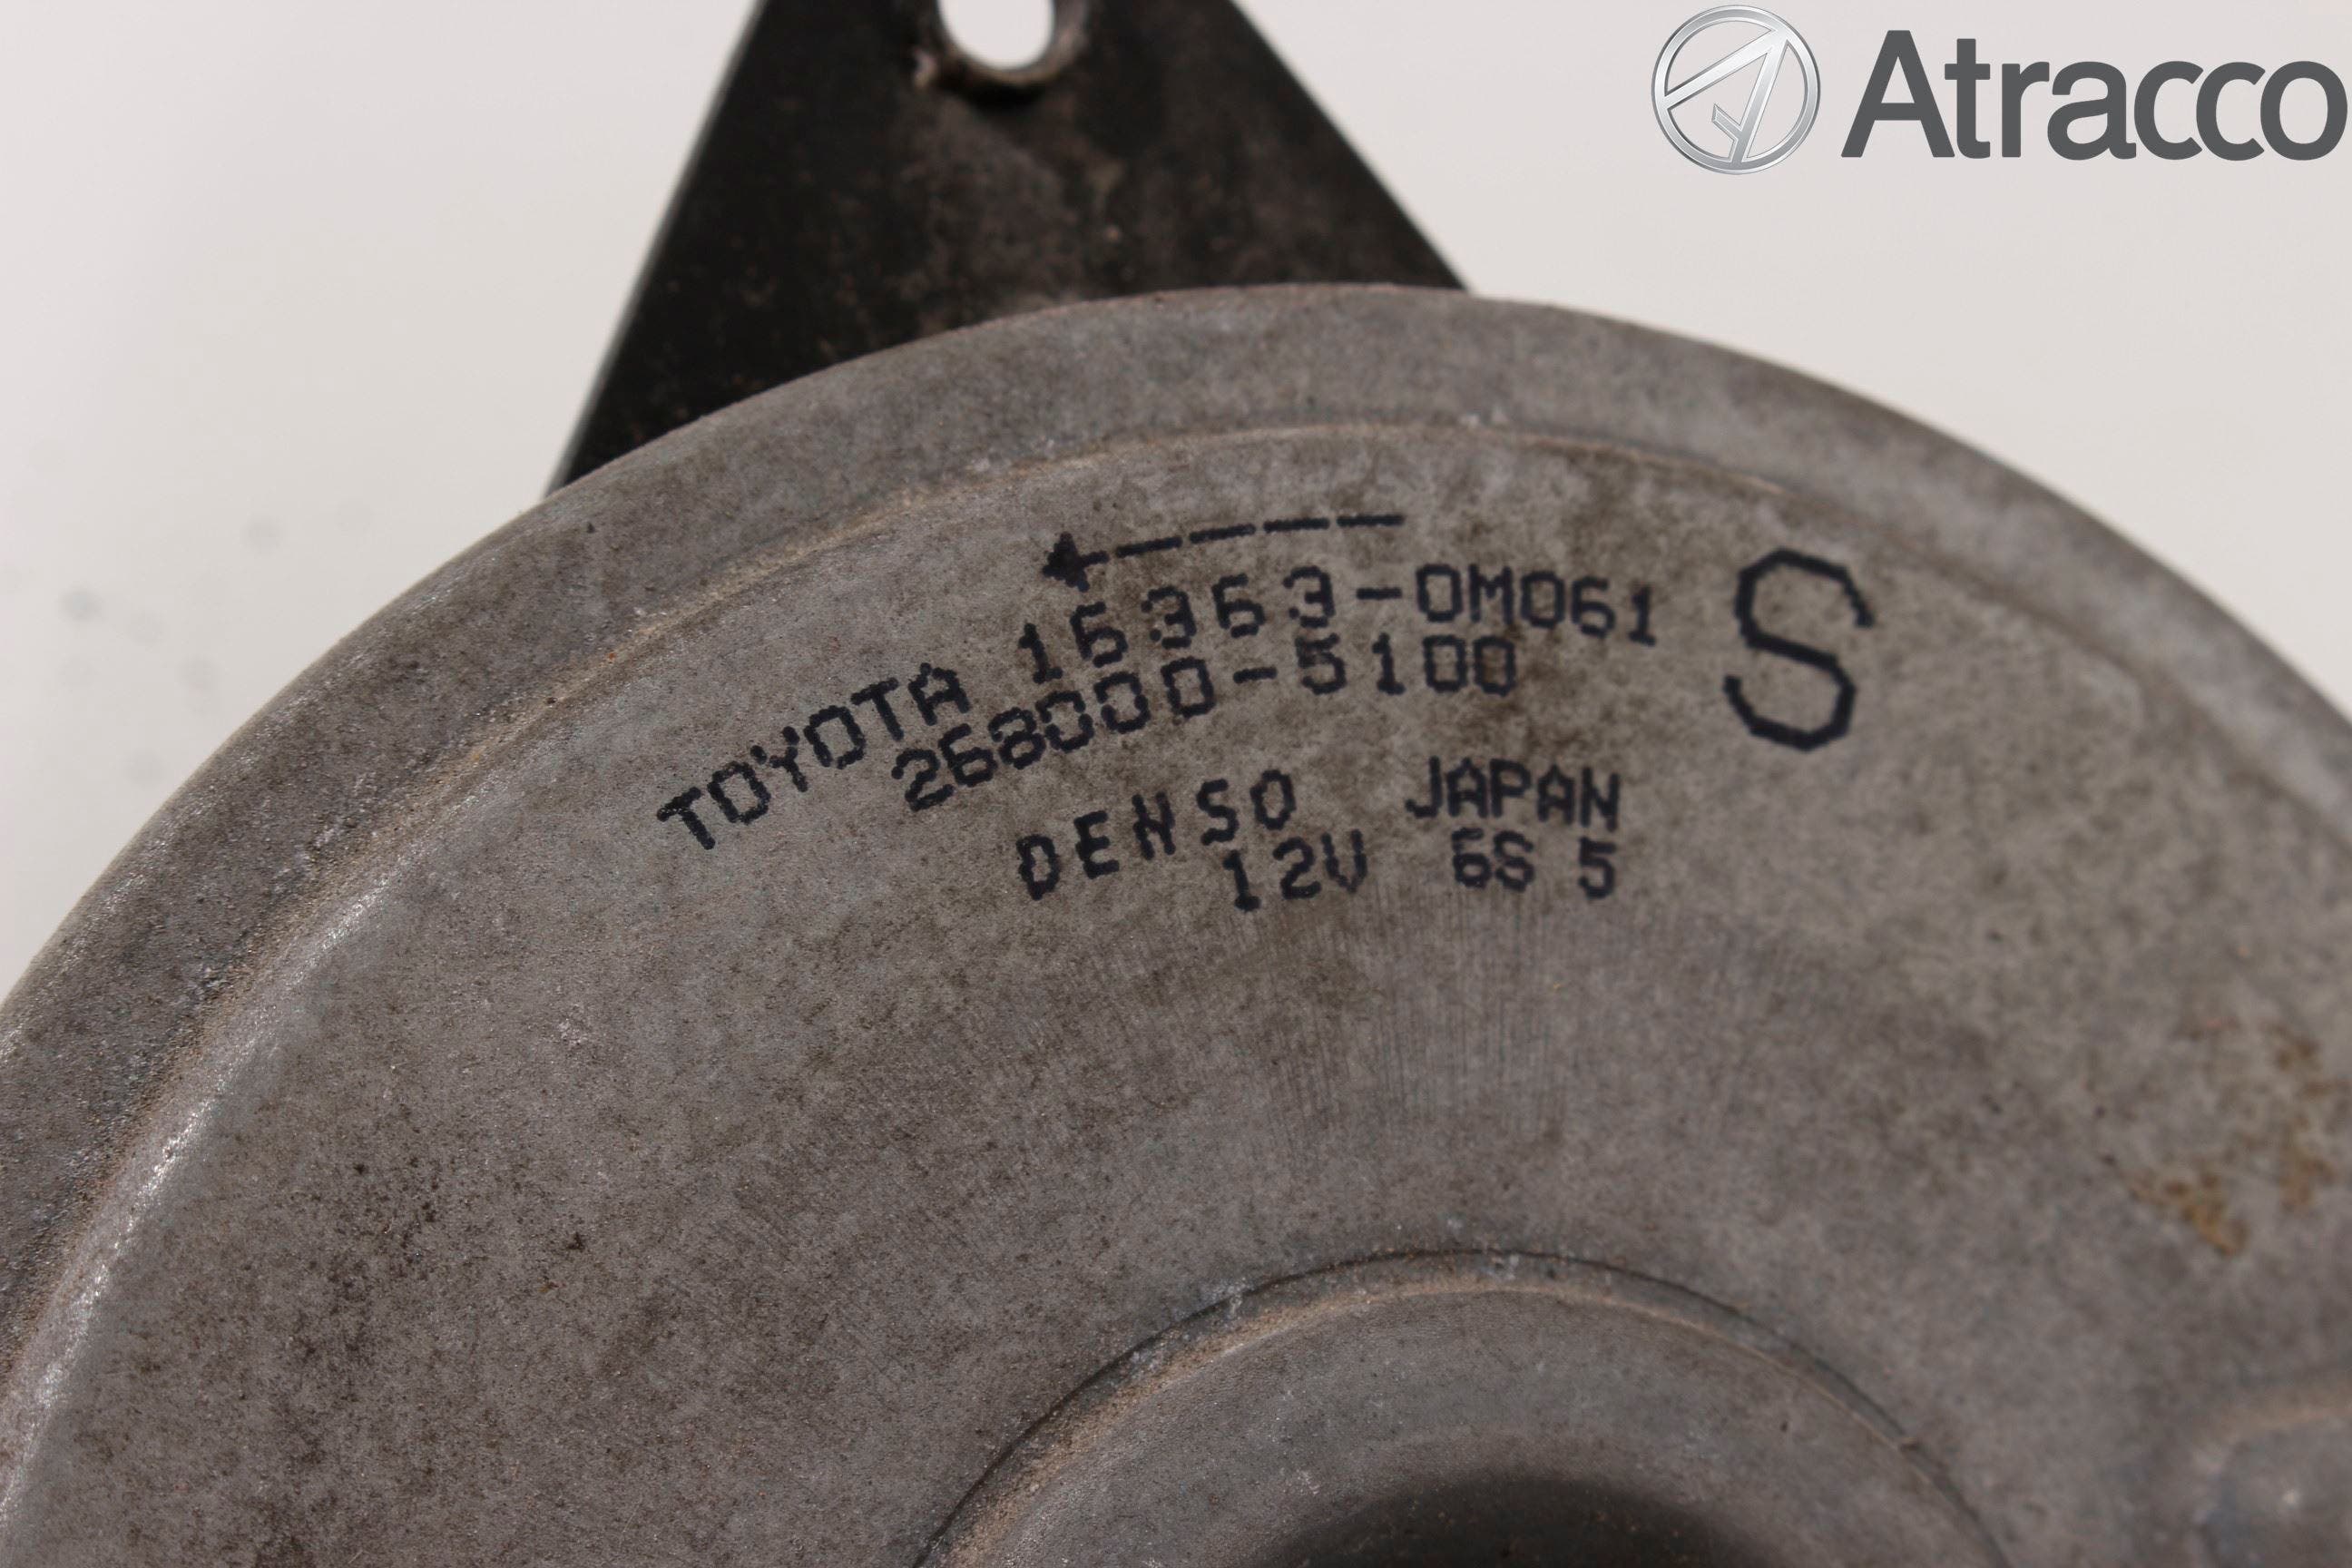 Atracco
TOYOTA 16363-0M061 S
268000-5100
DENSO JAPAN
12V 6S 5